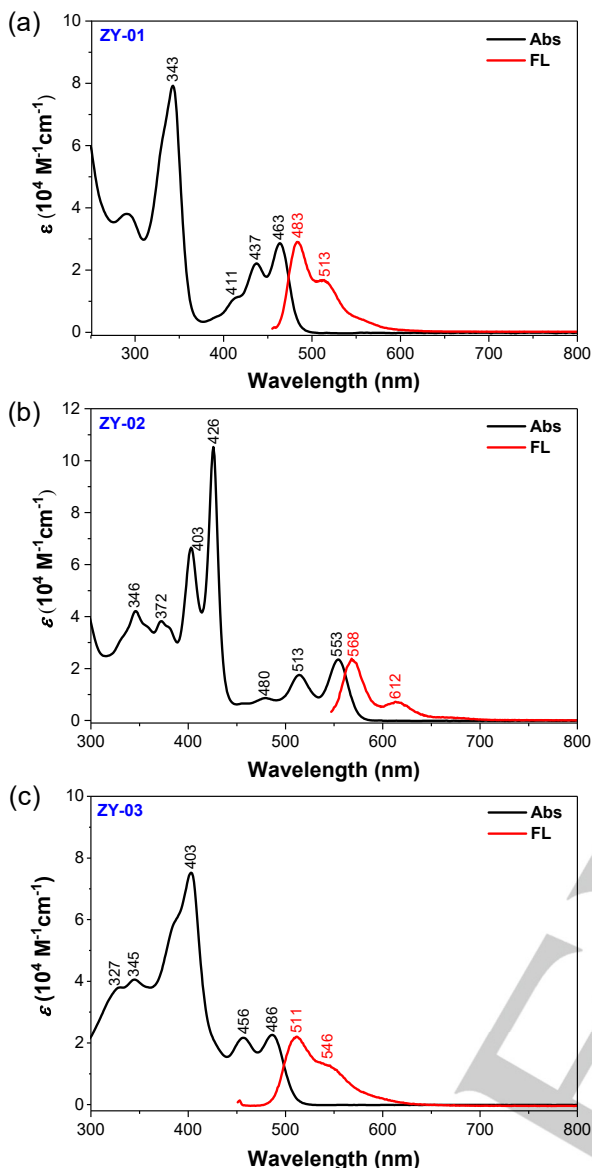 (a)
ZY-01
Abs
FL
343
411
437
463
483
513
ε (10⁴ M⁻¹cm⁻¹)
10
8
6
4
2
0
300 400 500 600 700 800
Wavelength (nm)
(b)
ZY-02
Abs
FL
346
372
403
426
480
513
553
568
612
ε (10⁴ M⁻¹cm⁻¹)
12
10
8
6
4
2
0
300 400 500 600 700 800
Wavelength (nm)
(c)
ZY-03
Abs
FL
327
345
403
456
486
511
546
ε (10⁴ M⁻¹cm⁻¹)
10
8
6
4
2
0
300 400 500 600 700 800
Wavelength (nm)